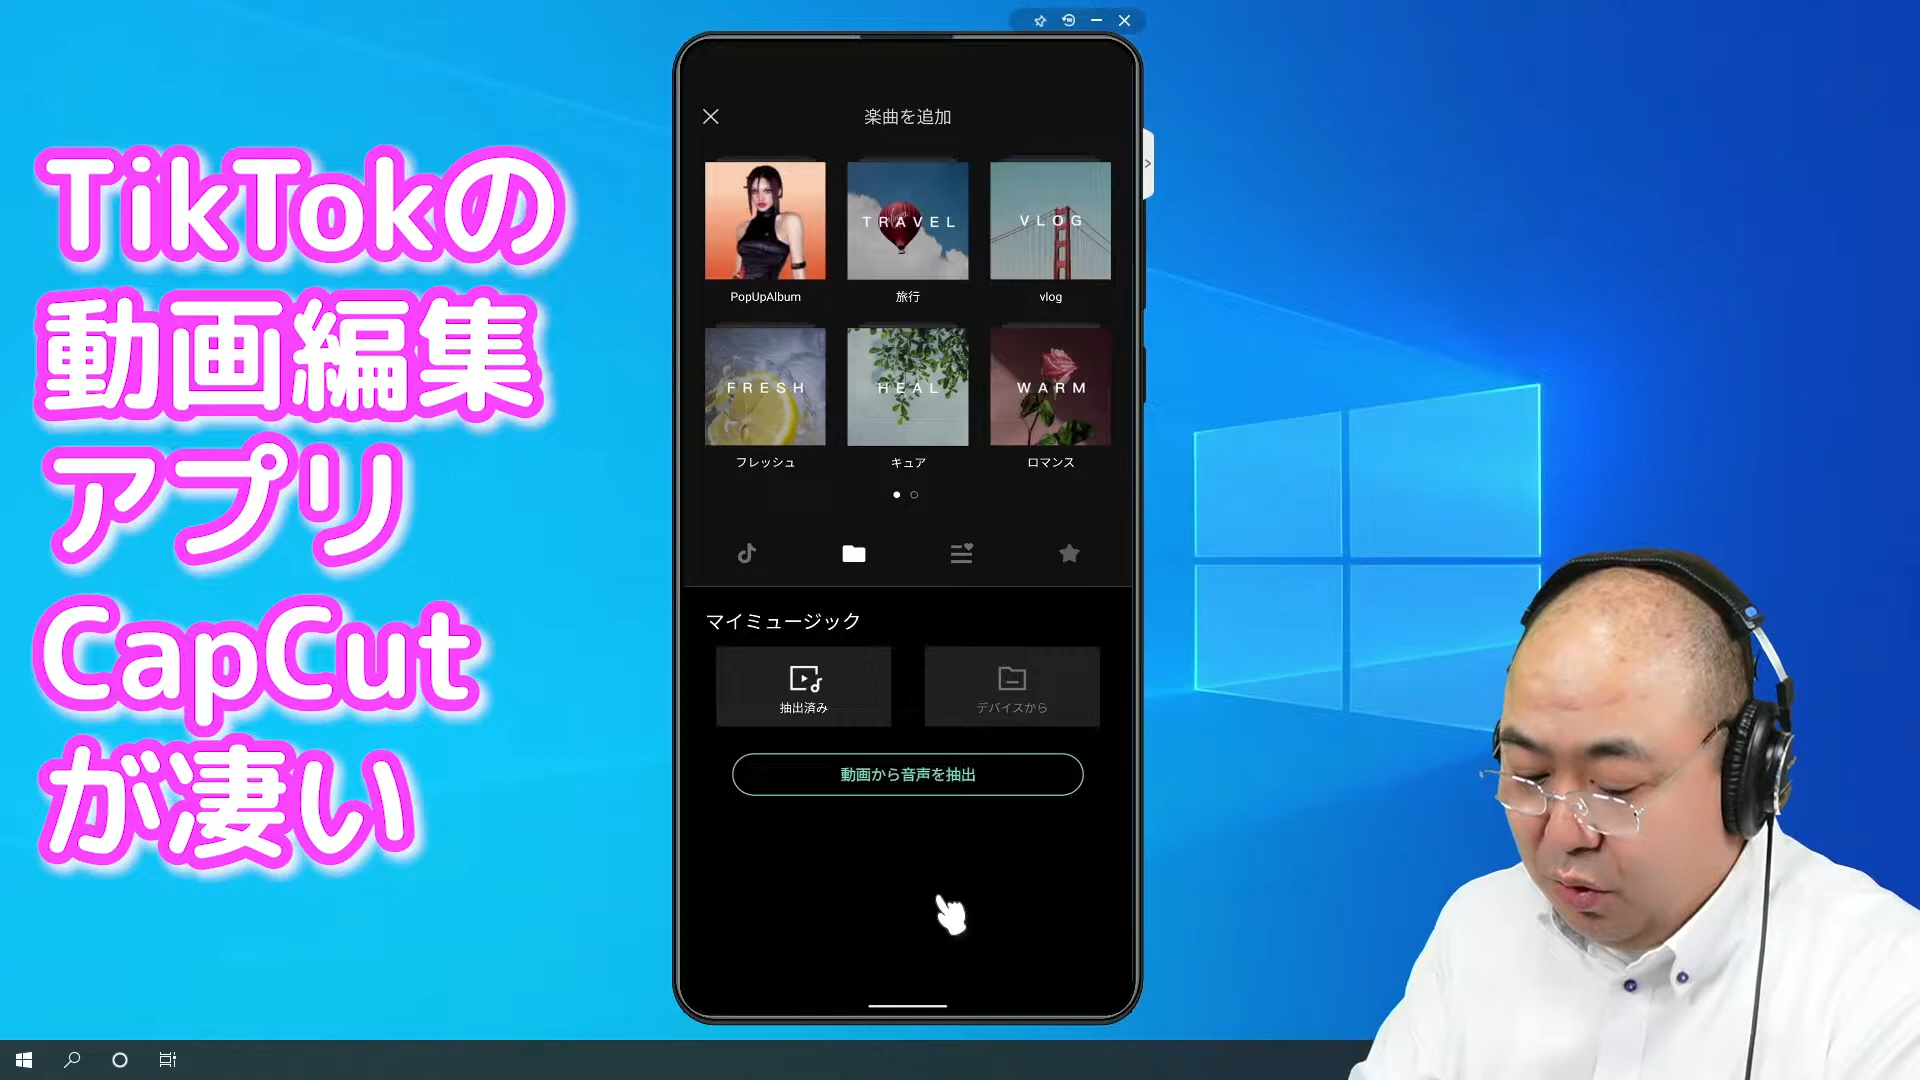 TikTokの
動画編集
アプリ
CapCut
が凄い
楽曲を追加
TRAVEL
VLOG
PopUpAlbum
旅行
vlog
FRESH
HEAL
WARM
フレッシュ
キュア
ロマンス
マイミュージック
抽出済み
デバイスから
動画から音声を抽出